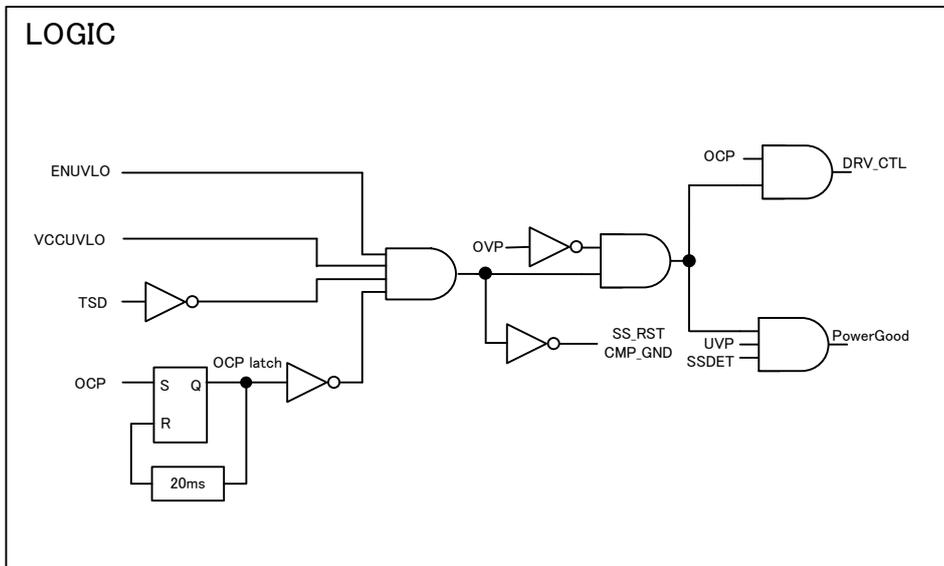 LOGIC
OCP
DRV_CTL
ENUVLO
VCCUVLO
OVP
TSD
SS_RST
CMP_GND
PowerGood
UVP
SSDET
OCP latch
OCP
S Q
R
20ms